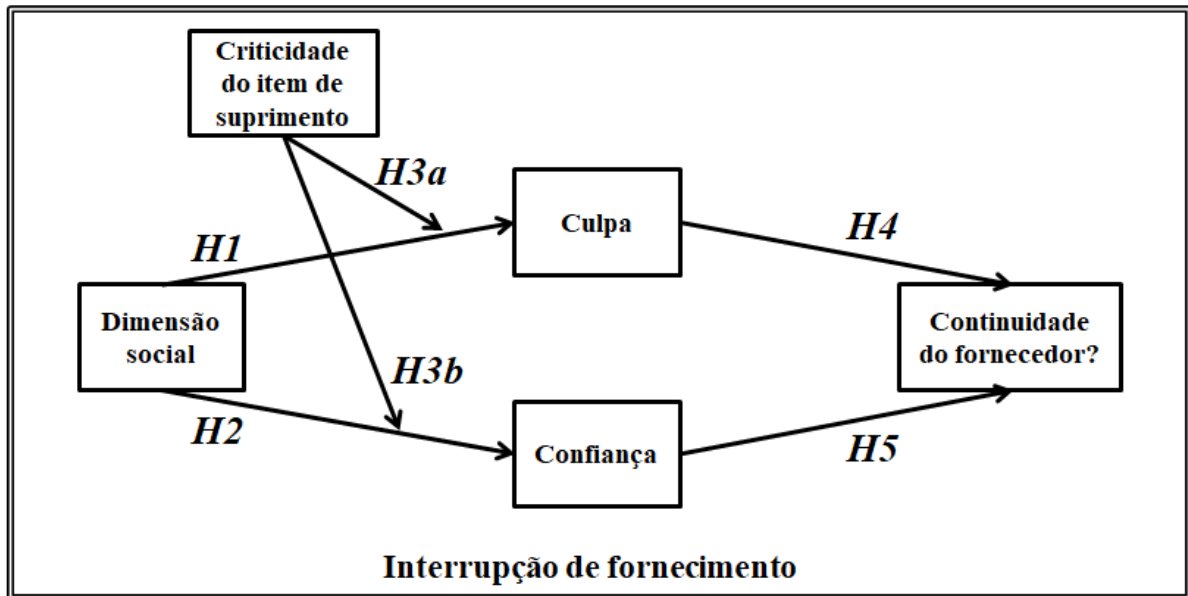 Criticidade
do item de
suprimento
H3a
Culpa
H1
H4
Dimensão
social
Continuidade
do fornecedor?
H3b
H2
Confiança
H5
Interrupção de fornecimento